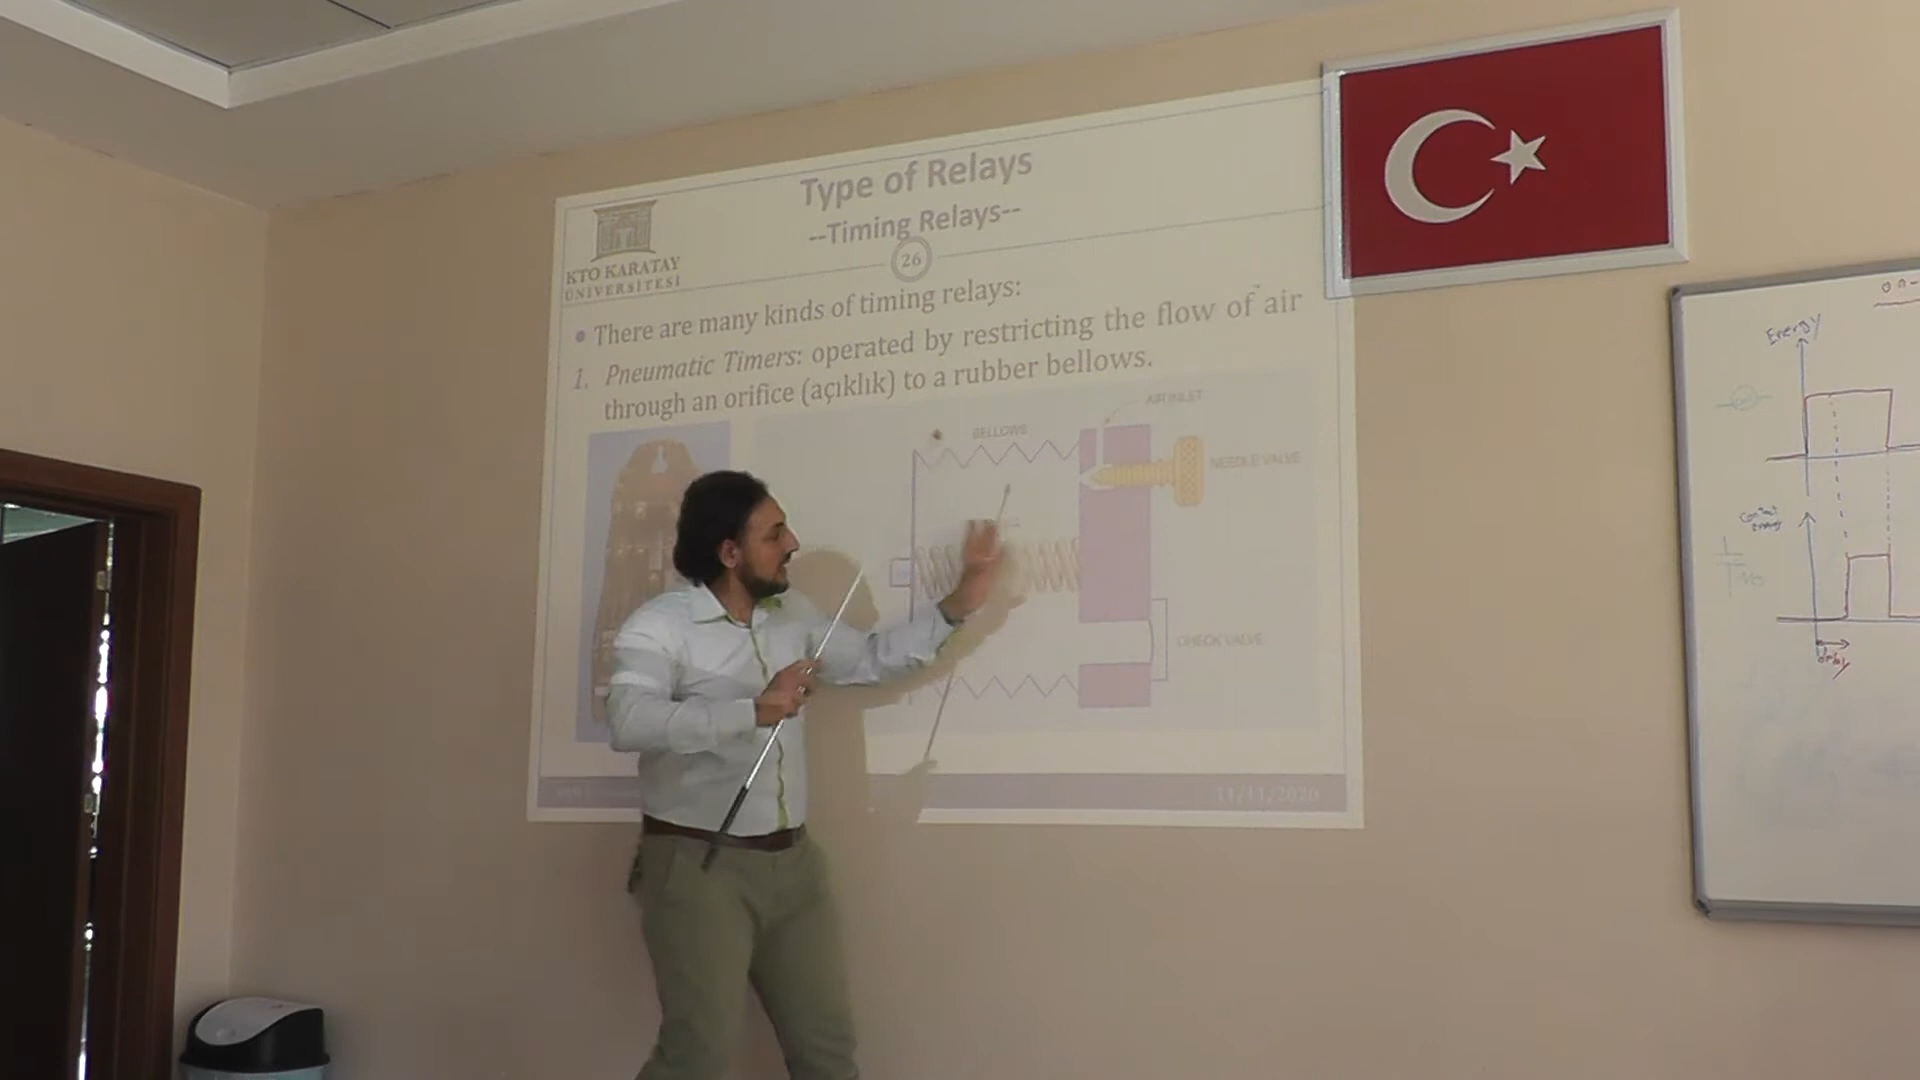 Type of Relays
--Timing Relays--
26
KTO KARATAY
ÜNİVERSİTESİ
• There are many kinds of timing relays:
1. Pneumatic Timers: operated by restricting the flow of air
through an orifice (açıklık) to a rubber bellows.
AIR INLET
BELLOWS
NEEDLE VALVE
CHECK VALVE
11/11/2020
Energy
delay